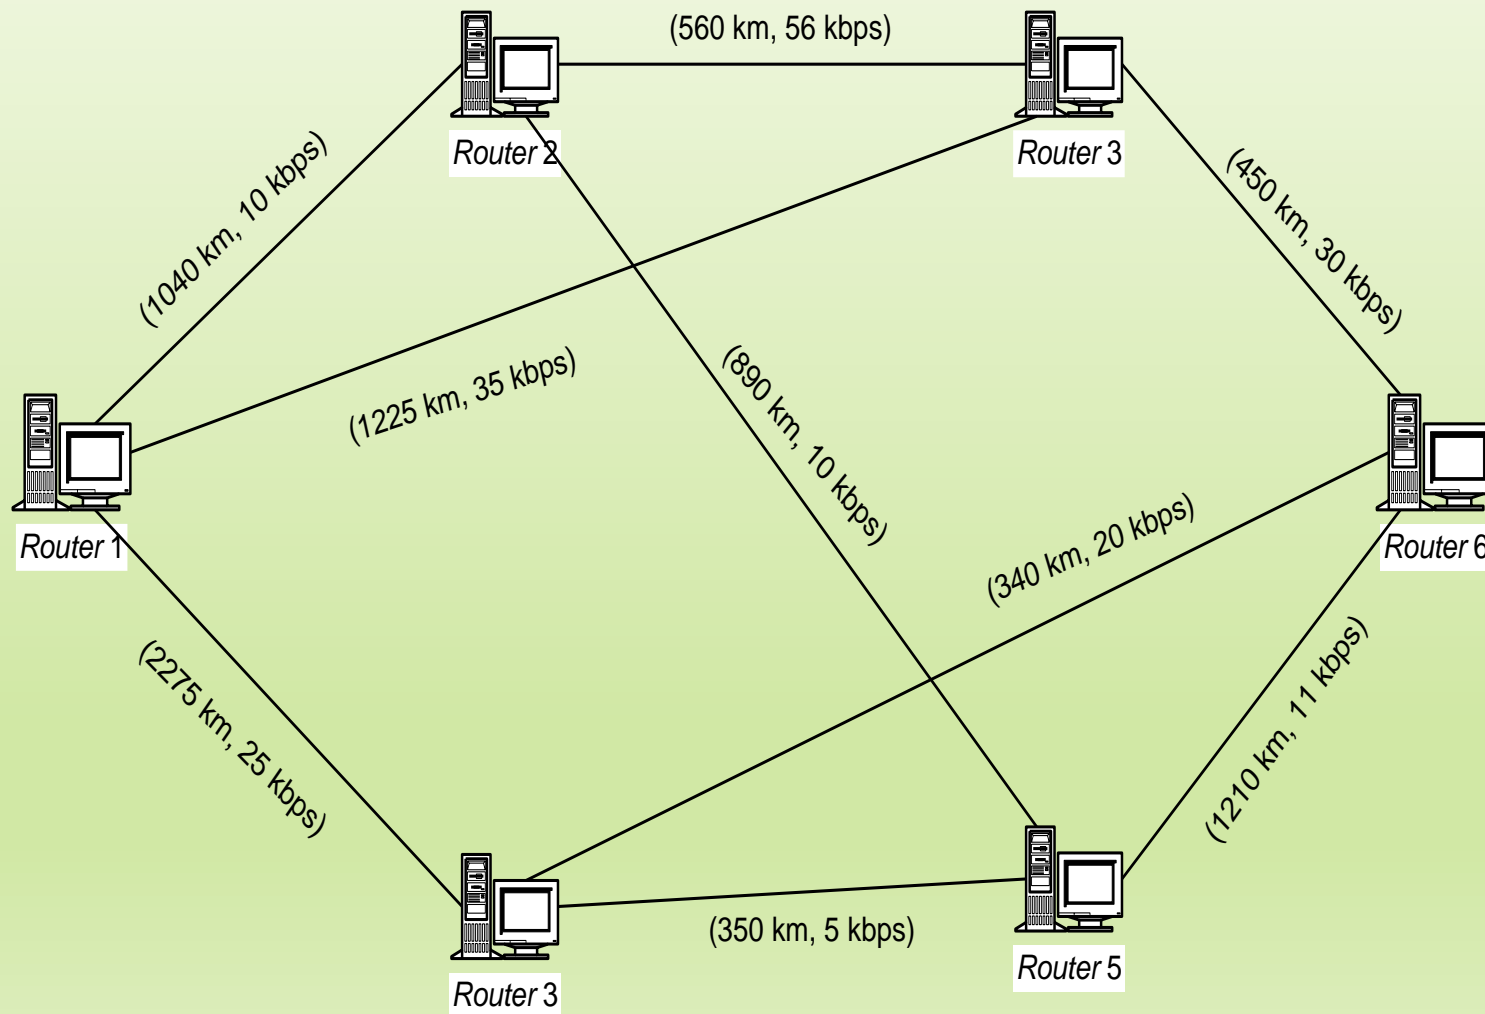 (560 km, 56 kbps)
Router 2
Router 3
(1040 km, 10 kbps)
(450 km, 30 kbps)
(1225 km, 35 kbps)
(890 km, 10 kbps)
Router 1
(340 km, 20 kbps)
Router 6
(2275 km, 25 kbps)
(1210 km, 11 kbps)
(350 km, 5 kbps)
Router 3
Router 5